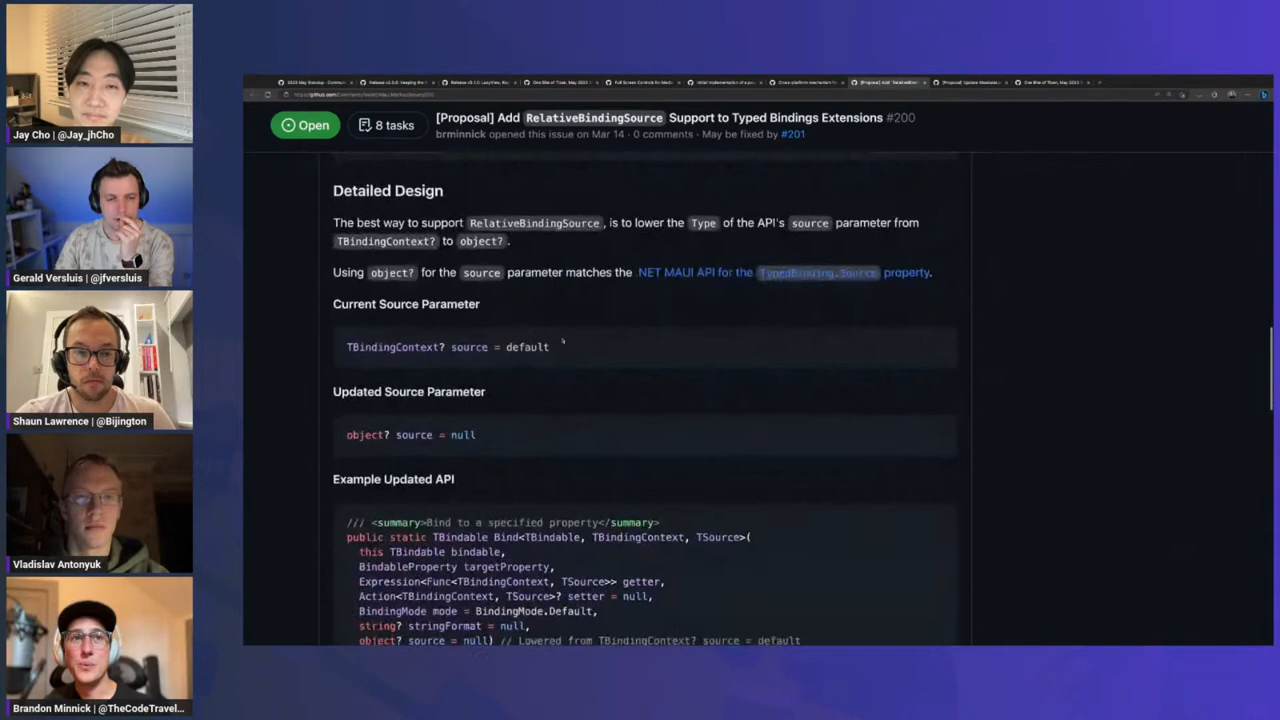 Jay Cho | @Jay_jhCho
Gerald Versluis | @jfversluis
Shaun Lawrence | @Bijington
Vladislav Antonyuk
Brandon Minnick | @TheCodeTravel...
Open
8 tasks
[Proposal] Add RelativeBindingSource Support to Typed Bindings Extensions #200
brminnick opened this issue on Mar 14 · 0 comments · May be fixed by #201
Detailed Design
The best way to support RelativeBindingSource, is to lower the Type of the API's source parameter from
TBindingContext? to object?.
Using object? for the source parameter matches the .NET MAUI API for the TypedBinding.Source property.
Current Source Parameter
TBindingContext? source = default
Updated Source Parameter
object? source = null
Example Updated API
/// <summary>Bind to a specified property</summary>
public static TBindable Bind<TBindable, TBindingContext, TSource>(
this TBindable bindable,
BindableProperty targetProperty,
Expression<Func<TBindingContext, TSource>> getter,
Action<TBindingContext, TSource>? setter = null,
BindingMode mode = BindingMode.Default,
string? stringFormat = null,
object? source = null) // Lowered from TBindingContext? source = default